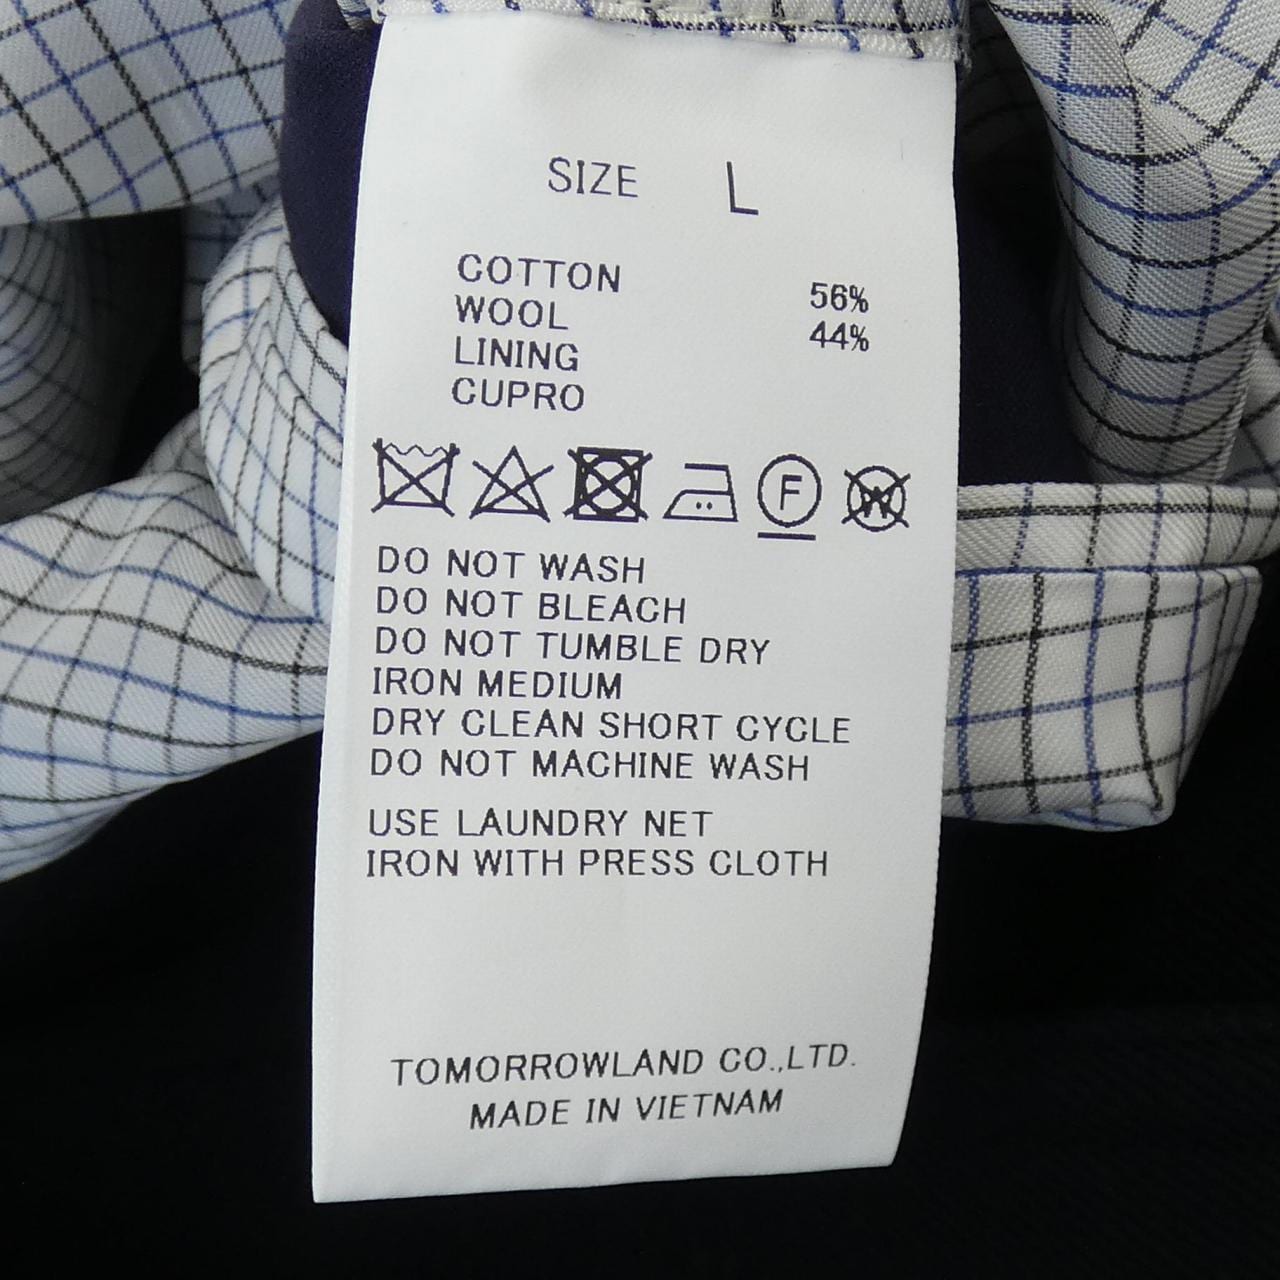 SIZE L
COTTON 56%
WOOL 44%
LINING
CUPRO
F W
DO NOT WASH
DO NOT BLEACH
DO NOT TUMBLE DRY
IRON MEDIUM
DRY CLEAN SHORT CYCLE
DO NOT MACHINE WASH
USE LAUNDRY NET
IRON WITH PRESS CLOTH
TOMORROWLAND CO.,LTD.
MADE IN VIETNAM